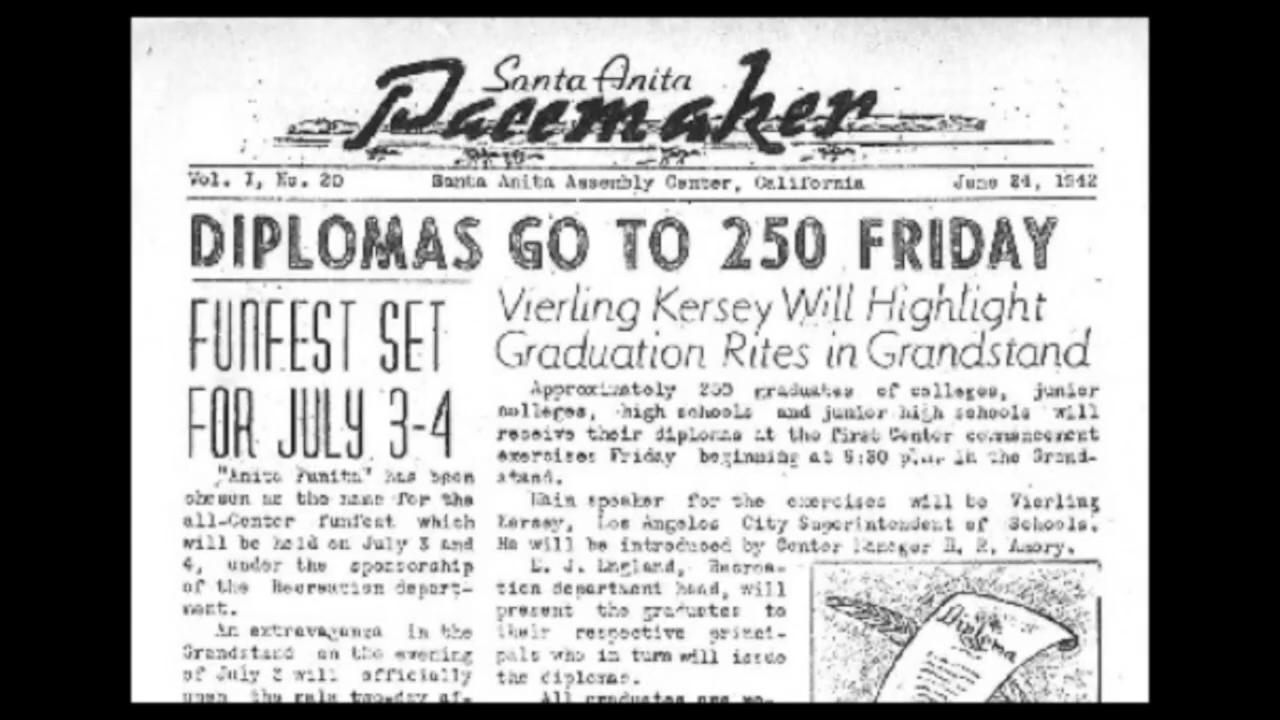 Santa Anita
Pacemaker
Vol. I, No. 20 Santa Anita Assembly Center, California June 24, 1942
DIPLOMAS GO TO 250 FRIDAY
FUNFEST SET
FOR JULY 3-4
"Anita Funita" has been
chosen as the name for the
all-Center funfest which
will be held on July 3 and
4, under the sponsorship
of the Recreation depart-
ment.
An extravaganza in the
Grandstand on the evening
of July 2 will officially
open the gala two-day af-
Vierling Kersey Will Highlight
Graduation Rites in Grandstand
Approximately 250 graduates of colleges, junior
colleges, high schools and junior high schools will
receive their diploma at the first Center commencement
exercises Friday beginning at 5:30 p.m. in the Grand-
stand.
Main speaker for the exercises will be Vierling
Kersey, Los Angeles City Superintendent of Schools.
He will be introduced by Center Manager H. R. Amory.
E. J. England, Recrea-
tion department head, will
present the graduates to
their respective princi-
pals who in turn will issue
the diplomas.
All graduates are
Diploma